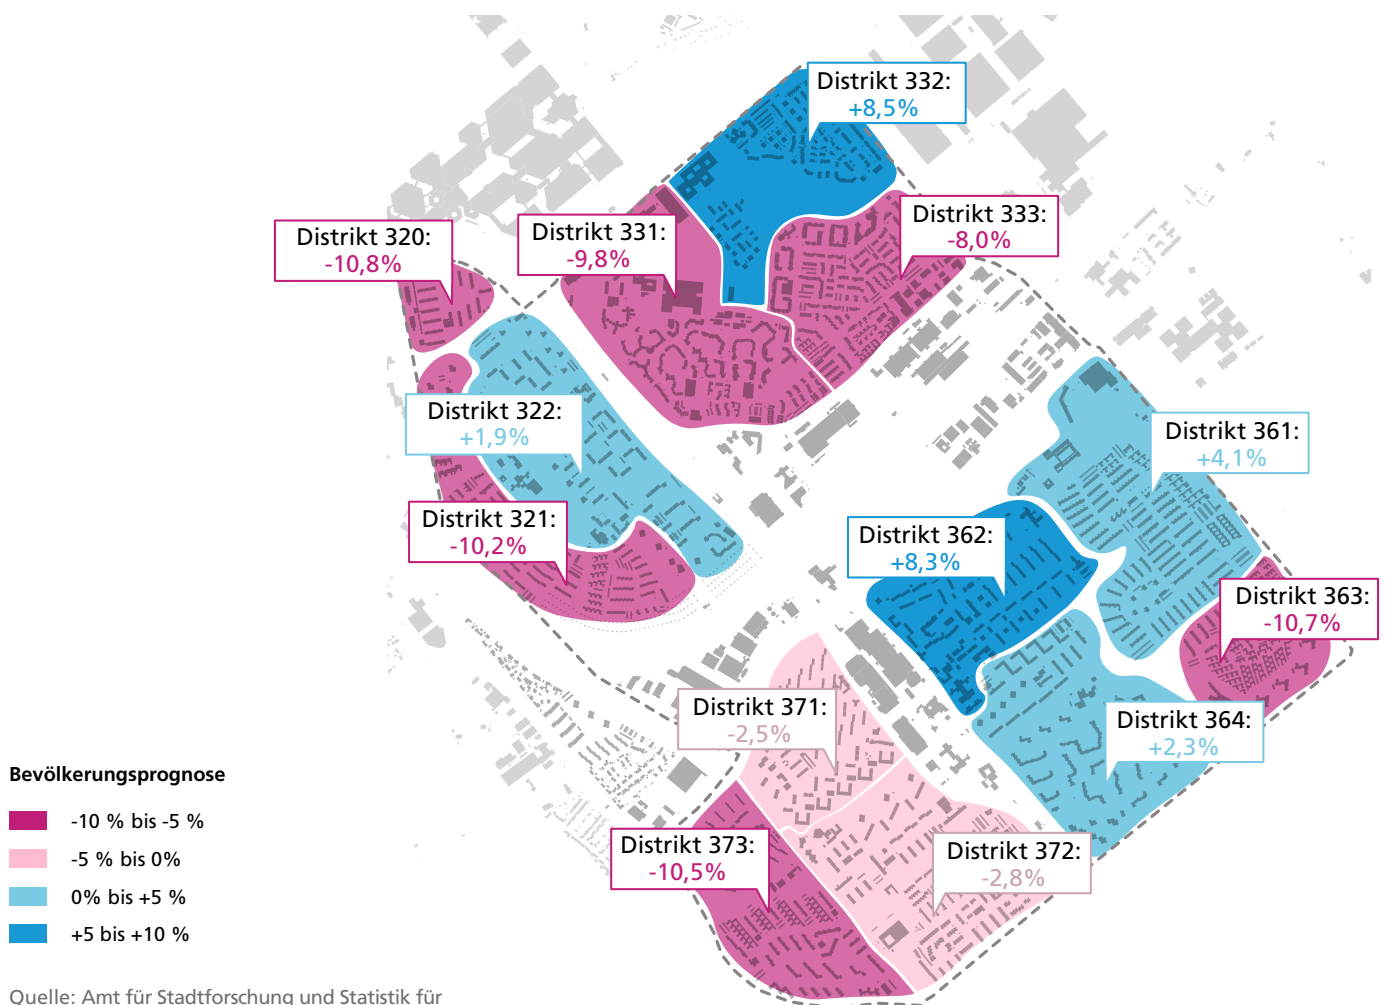 Distrikt 332:
+8,5%
Distrikt 333:
-8,0%
Distrikt 331:
-9,8%
Distrikt 320:
-10,8%
Distrikt 322:
+1,9%
Distrikt 361:
+4,1%
Distrikt 321:
-10,2%
Distrikt 362:
+8,3%
Distrikt 363:
-10,7%
Distrikt 371:
-2,5%
Distrikt 364:
+2,3%
Distrikt 373:
-10,5%
Distrikt 372:
-2,8%
Bevölkerungsprognose
-10 % bis -5 %
-5 % bis 0%
0% bis +5 %
+5 bis +10 %
Quelle: Amt für Stadtforschung und Statistik für